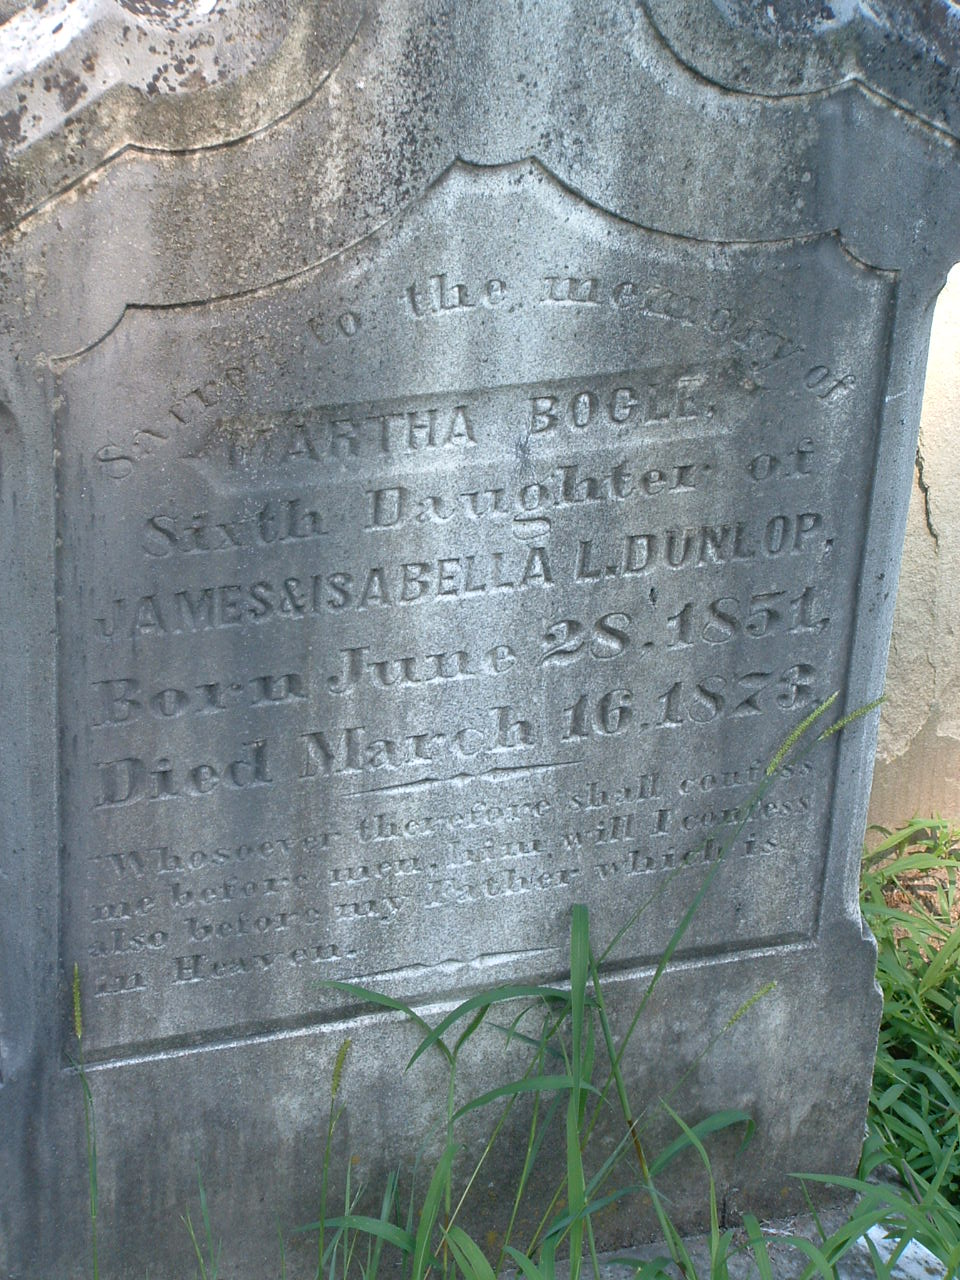 Sacred to the memory of
MARTHA BOGLE,
Sixth Daughter of
JAMES & ISABELLA L. DUNLOP,
Born June 28. 1851,
Died March 16. 1873.
"Whosoever therefore shall confess
me before men, him will I confess
also before my Father which is
in Heaven.